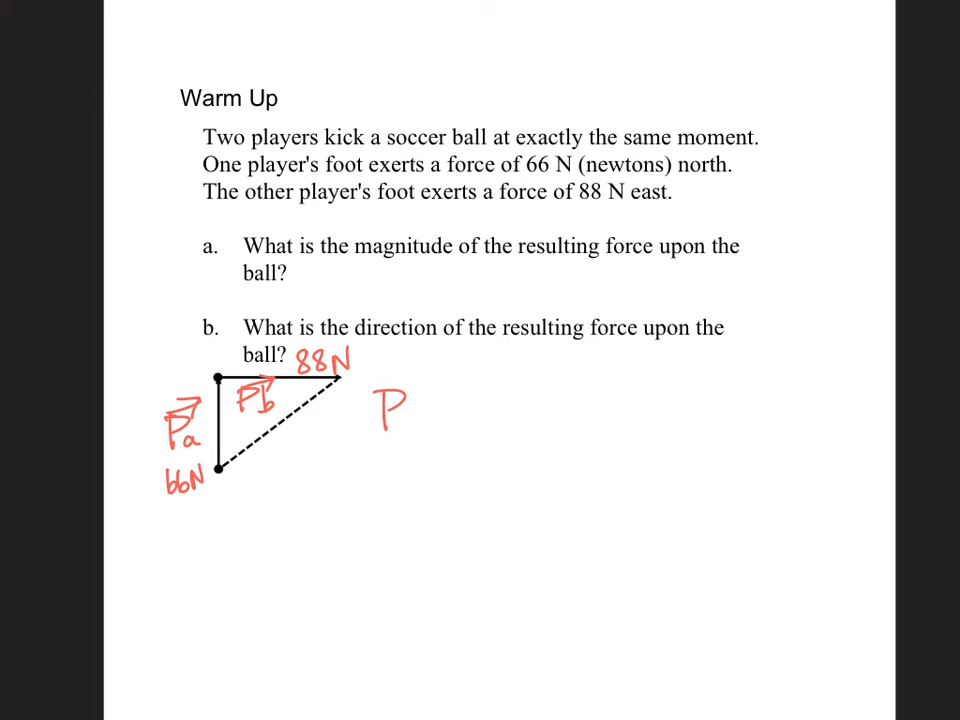 Warm Up
Two players kick a soccer ball at exactly the same moment.
One player's foot exerts a force of 66 N (newtons) north.
The other player's foot exerts a force of 88 N east.
a. What is the magnitude of the resulting force upon the
ball?
b. What is the direction of the resulting force upon the
ball?
88N
Pb
P
Pa
66N